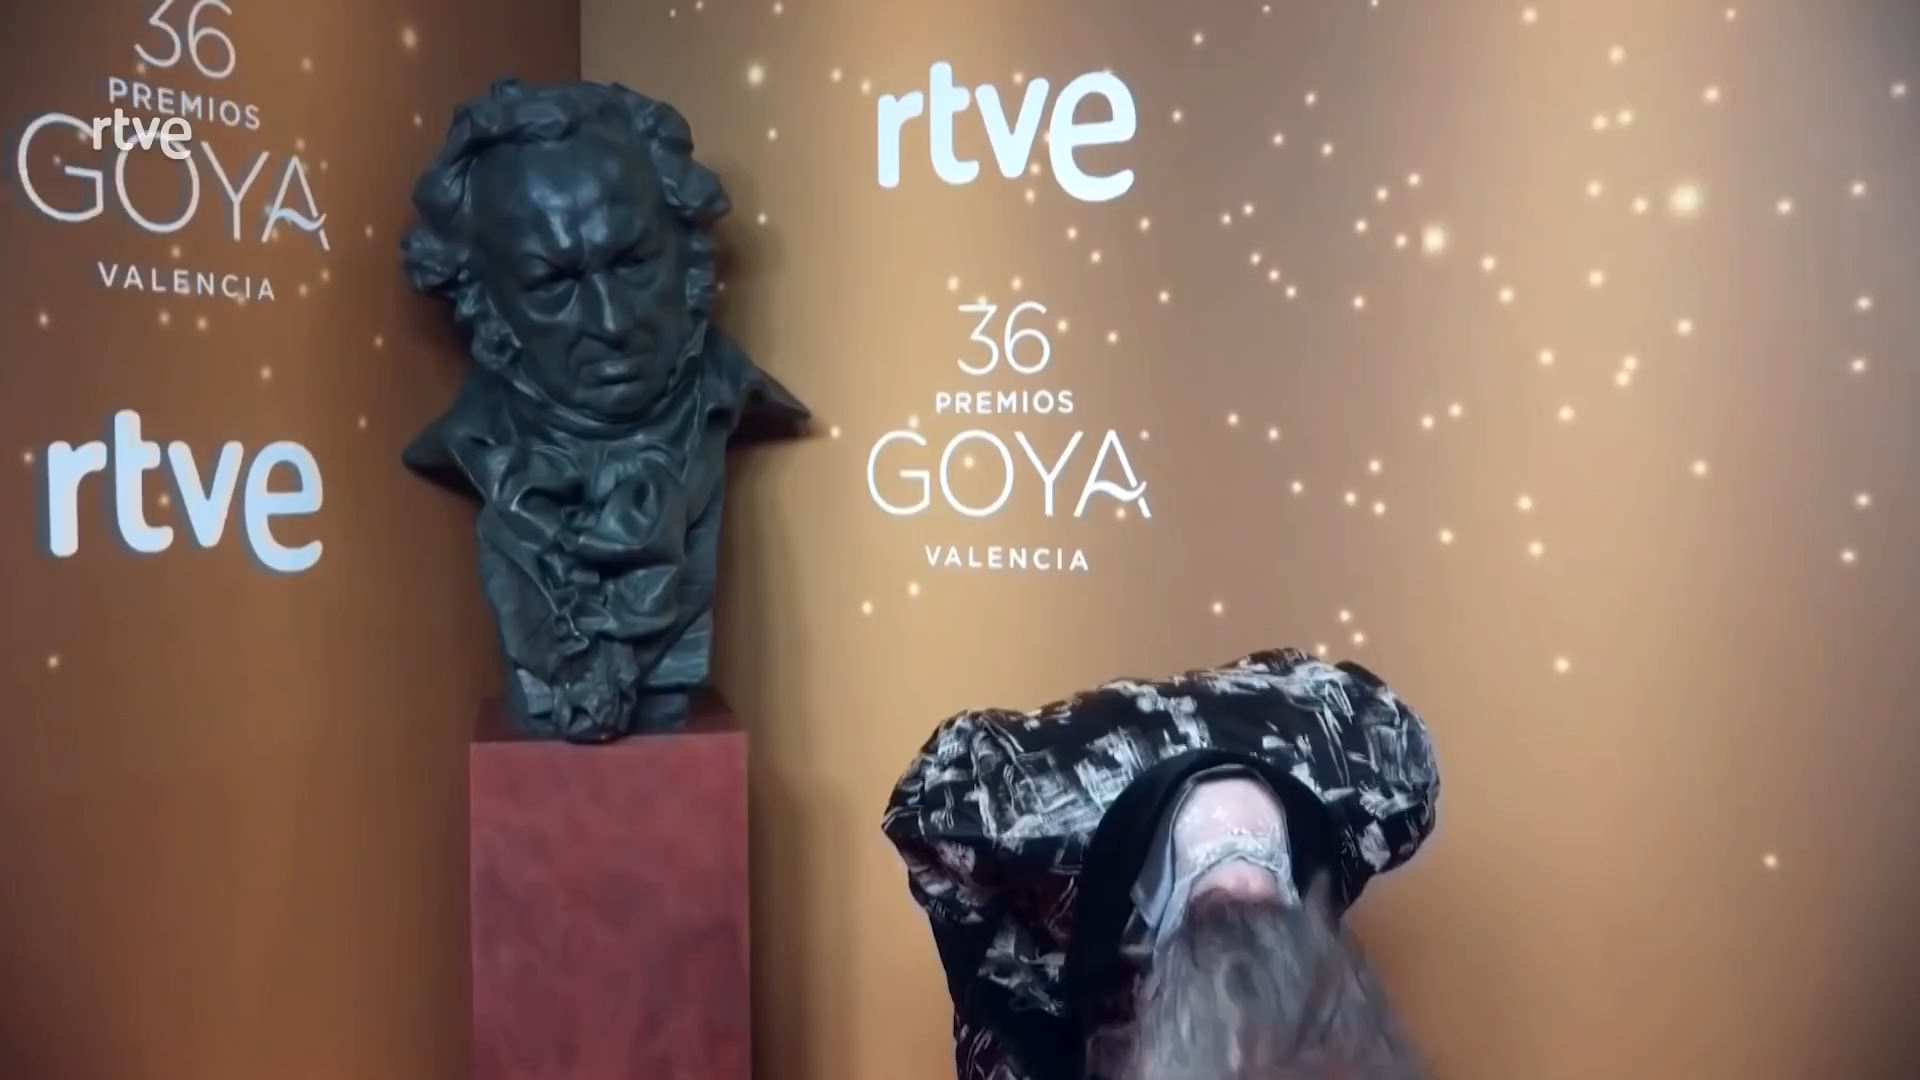 36
PREMIOS
GOYA
VALENCIA
rtve
rtve
rtve
36
PREMIOS
GOYA
VALENCIA